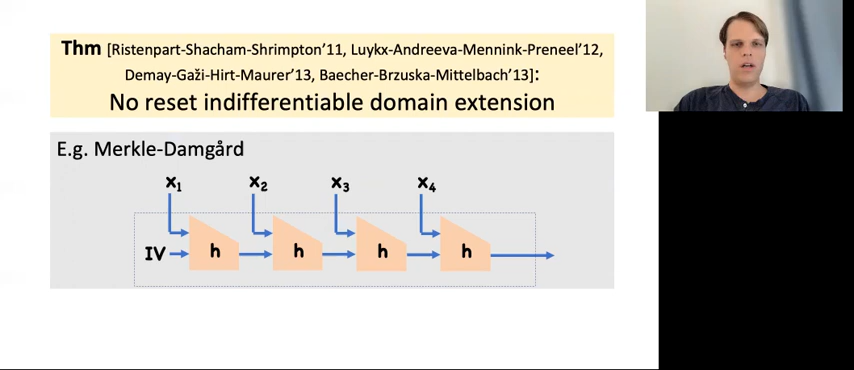 Thm [Ristenpart-Shacham-Shrimpton'11, Luykx-Andreeva-Mennink-Preneel'12,
Demay-Gaži-Hirt-Maurer'13, Baecher-Brzuska-Mittelbach'13]:
No reset indifferentiable domain extension
E.g. Merkle-Damgård
x₁ x₂ x₃ x₄
IV h h h h